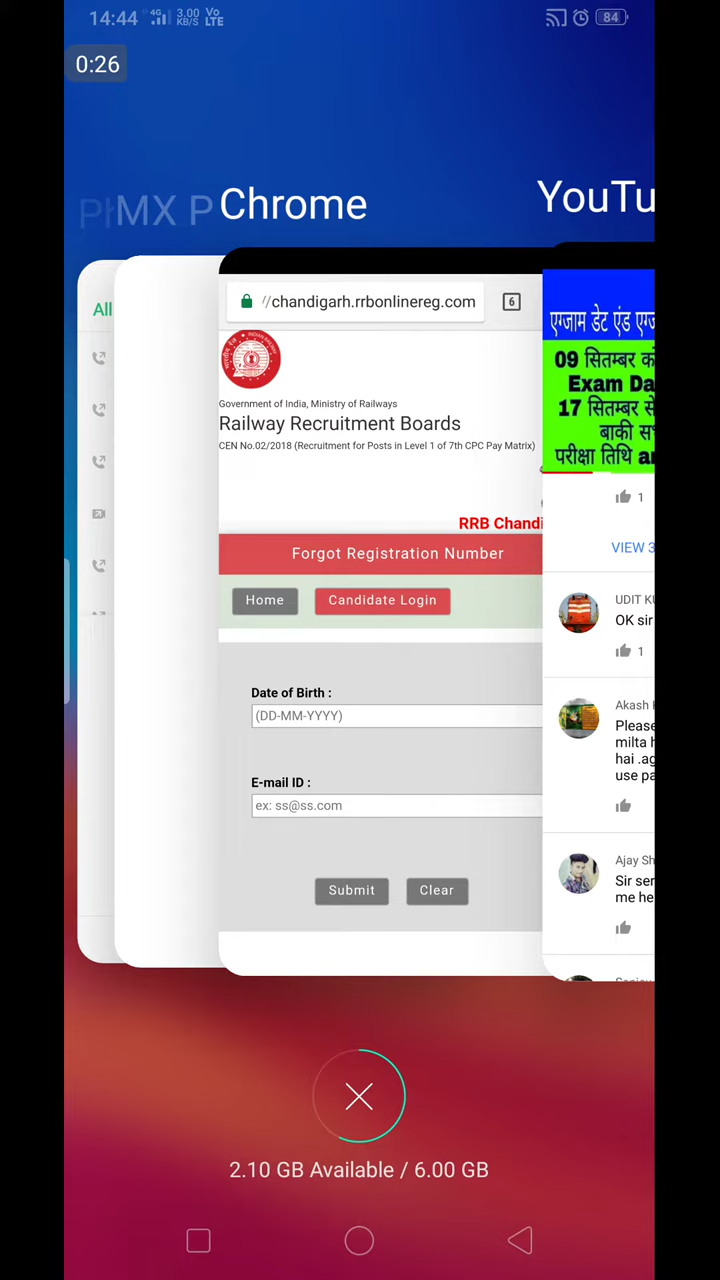 14:44 4G 3.00 KB/S Vo LTE 84
0:26
MX P Chrome YouTu
All
//chandigarh.rrbonlinereg.com 6
Government of India, Ministry of Railways
Railway Recruitment Boards
CEN No.02/2018 (Recruitment for Posts in Level 1 of 7th CPC Pay Matrix)
RRB Chandi
Forgot Registration Number
Home Candidate Login
Date of Birth :
(DD-MM-YYYY)
E-mail ID :
ex: ss@ss.com
Submit Clear
एग्जाम डेट एंड एग्ज
09 सितम्बर क
Exam Da
17 सितम्बर से
बाकी स
परीक्षा तिथि a
1
VIEW 3
UDIT K
OK sir
1
Akash
Please
milta h
hai .ag
use pa
Ajay Sh
Sir ser
me he
2.10 GB Available / 6.00 GB